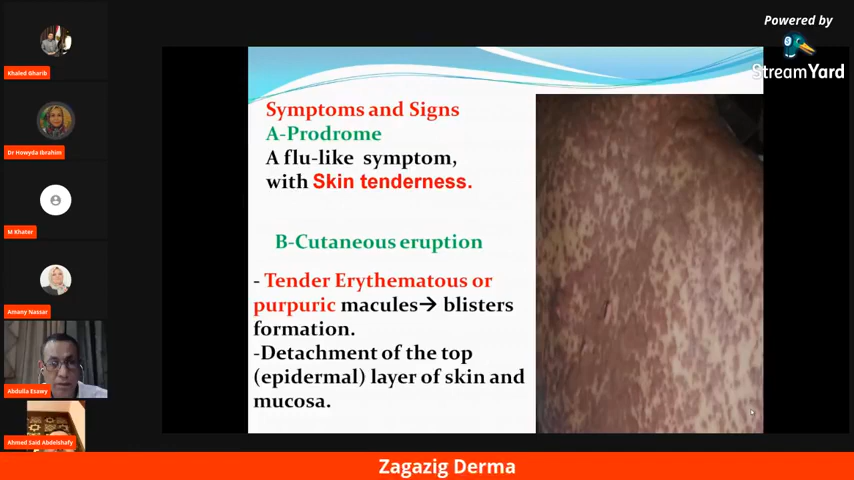 Powered by
StreamYard
Khaled Gharib
Dr Howyda Ibrahim
M Khater
Amany Nassar
Abdulla Esawy
Ahmed Said Abdelshafy
Symptoms and Signs
A-Prodrome
A flu-like symptom,
with Skin tenderness.
B-Cutaneous eruption
- Tender Erythematous or
purpuric macules→ blisters
formation.
-Detachment of the top
(epidermal) layer of skin and
mucosa.
Zagazig Derma